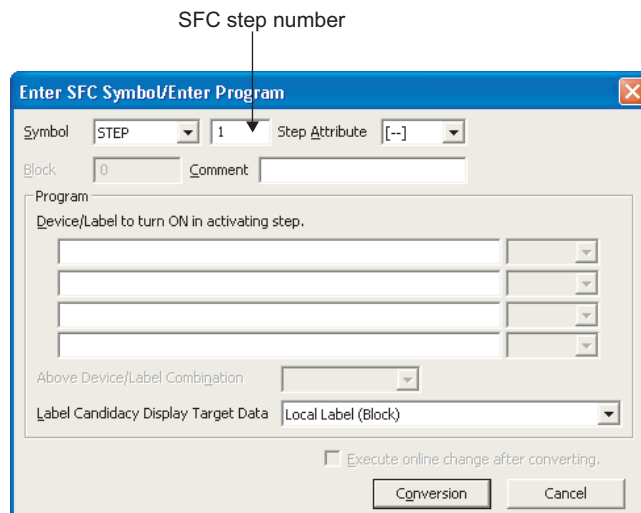 SFC step number
Enter SFC Symbol/Enter Program
Symbol STEP 1 Step Attribute [--]
Block 0 Comment
Program
Device/Label to turn ON in activating step.
Above Device/Label Combination
Label Candidacy Display Target Data Local Label (Block)
Execute online change after converting.
Conversion Cancel